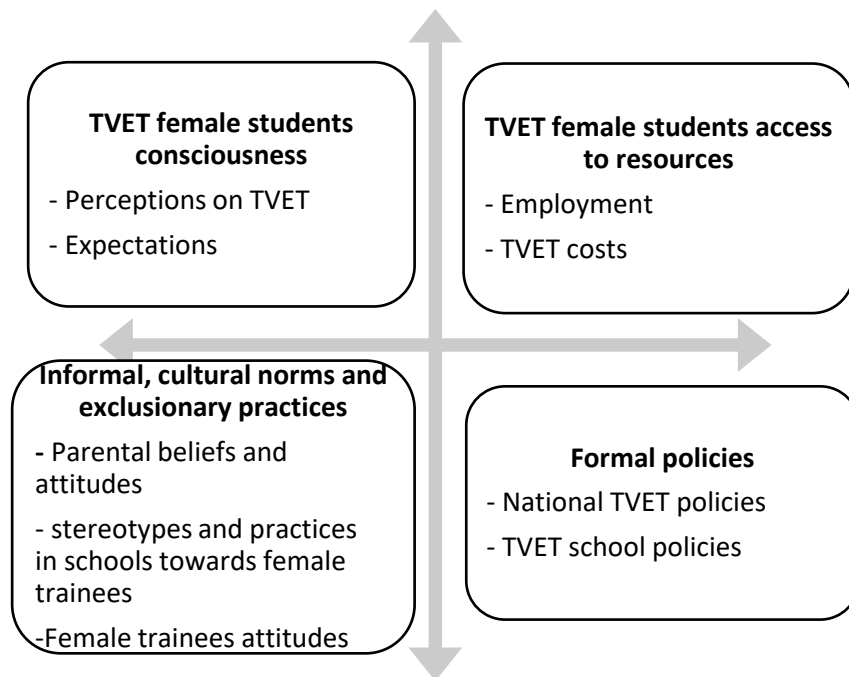 TVET female students
consciousness
- Perceptions on TVET
- Expectations
TVET female students access
to resources
- Employment
- TVET costs
Informal, cultural norms and
exclusionary practices
- Parental beliefs and
attitudes
- stereotypes and practices
in schools towards female
trainees
-Female trainees attitudes
Formal policies
- National TVET policies
- TVET school policies